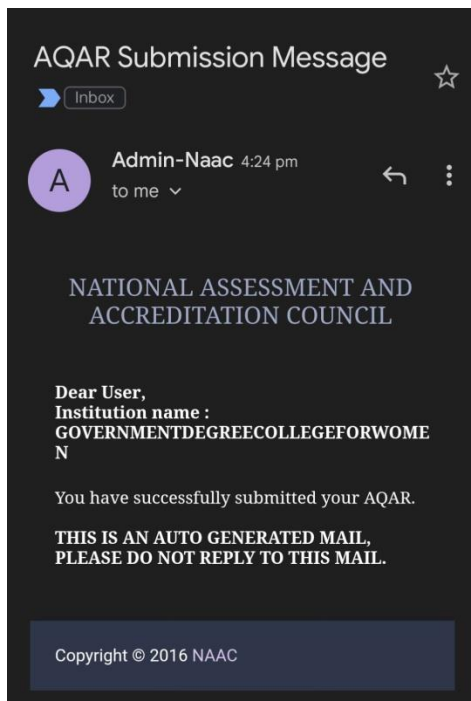 AQAR Submission Message
Inbox
A
Admin-Naac 4:24 pm
to me
NATIONAL ASSESSMENT AND
ACCREDITATION COUNCIL
Dear User,
Institution name :
GOVERNMENTDEGREECOLLEGEFORWOME
N
You have successfully submitted your AQAR.
THIS IS AN AUTO GENERATED MAIL,
PLEASE DO NOT REPLY TO THIS MAIL.
Copyright © 2016 NAAC